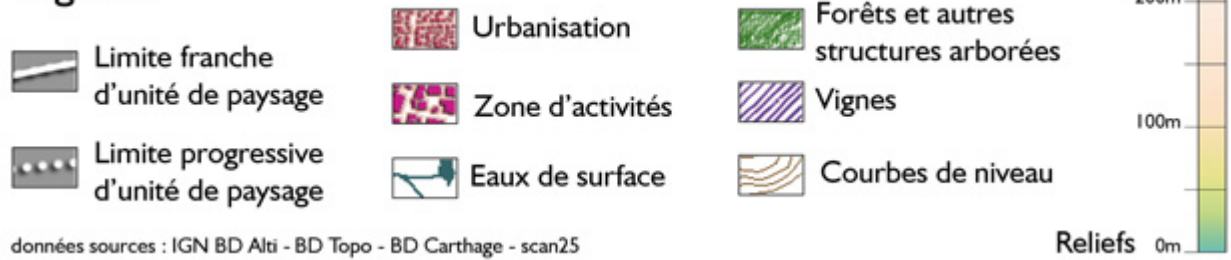 Limite franche
d'unité de paysage
Limite progressive
d'unité de paysage
Urbanisation
Zone d'activités
Eaux de surface
Forêts et autres
structures arborées
Vignes
Courbes de niveau
100m
Reliefs 0m
données sources : IGN BD Alti - BD Topo - BD Carthage - scan25